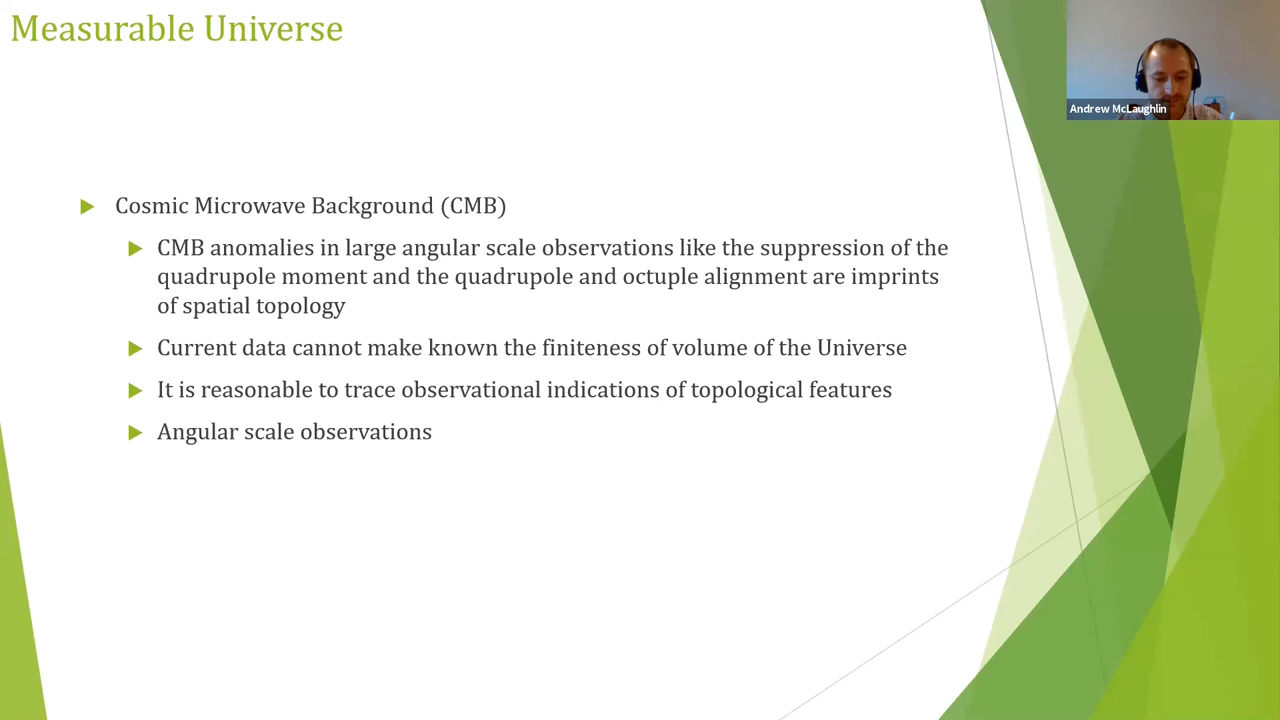 Measurable Universe
Andrew McLaughlin
Cosmic Microwave Background (CMB)
CMB anomalies in large angular scale observations like the suppression of the
quadrupole moment and the quadrupole and octuple alignment are imprints
of spatial topology
Current data cannot make known the finiteness of volume of the Universe
It is reasonable to trace observational indications of topological features
Angular scale observations